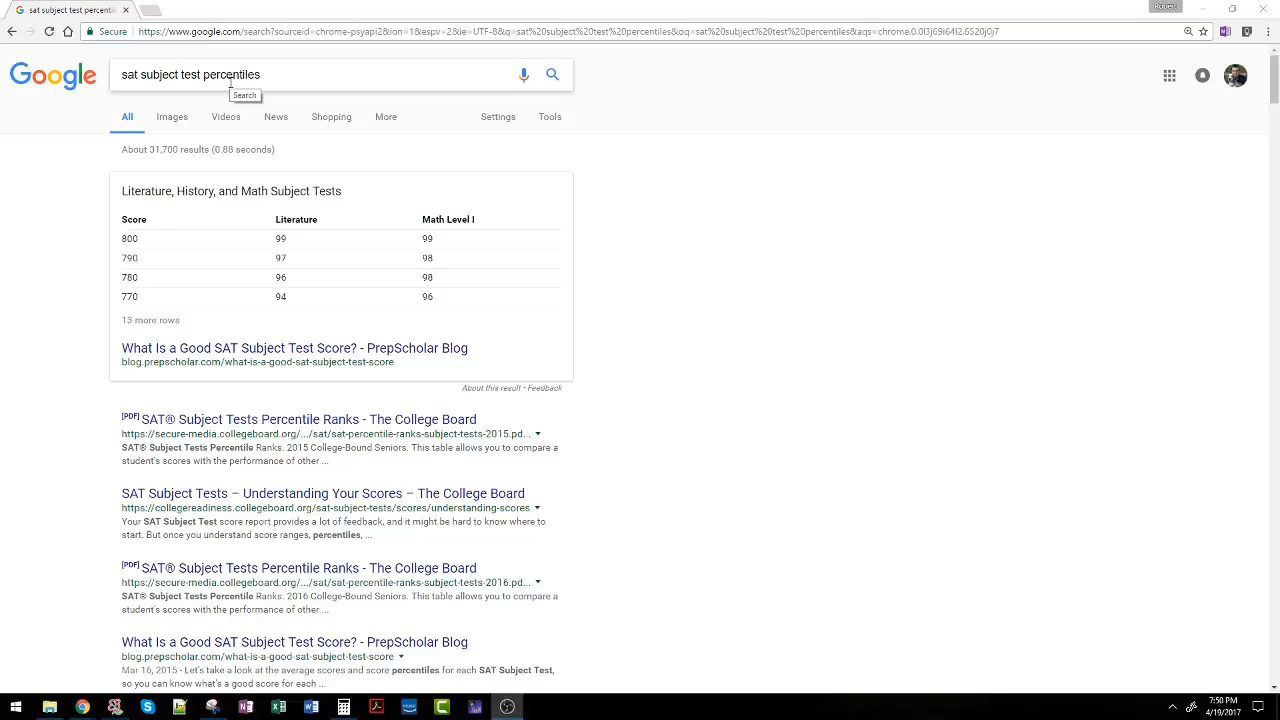 sat subject test percenti
Robert
Secure
https://www.google.com/search?sourceid=chrome-psyapi2&ion=1&espv=2&ie=UTF-8&q=sat%20subject%20test%20percentiles&oq=sat%20subject%20test%20percentiles&aqs=chrome.0.0l3j69i64l2.6520j0j7
Google
sat subject test percentiles
Search
All Images Videos News Shopping More Settings Tools
About 31,700 results (0.88 seconds)
Literature, History, and Math Subject Tests
Score Literature Math Level I
800 99 99
790 97 98
780 96 98
770 94 96
13 more rows
What Is a Good SAT Subject Test Score? - PrepScholar Blog
blog.prepscholar.com/what-is-a-good-sat-subject-test-score
About this result • Feedback
[PDF] SAT® Subject Tests Percentile Ranks - The College Board
https://secure-media.collegeboard.org/.../sat/sat-percentile-ranks-subject-tests-2015.pd...
SAT® Subject Tests Percentile Ranks. 2015 College-Bound Seniors. This table allows you to compare a
student's scores with the performance of other ...
SAT Subject Tests – Understanding Your Scores – The College Board
https://collegereadiness.collegeboard.org/sat-subject-tests/scores/understanding-scores
Your SAT Subject Test score report provides a lot of feedback, and it might be hard to know where to
start. But once you understand score ranges, percentiles, ...
[PDF] SAT® Subject Tests Percentile Ranks - The College Board
https://secure-media.collegeboard.org/.../sat/sat-percentile-ranks-subject-tests-2016.pd...
SAT® Subject Tests Percentile Ranks. 2016 College-Bound Seniors. This table allows you to compare a
student's scores with the performance of other ...
What Is a Good SAT Subject Test Score? - PrepScholar Blog
blog.prepscholar.com/what-is-a-good-sat-subject-test-score
Mar 16, 2015 - Let's take a look at the average scores and score percentiles for each SAT Subject Test,
so you can know what's a good score for each ...
7:50 PM
4/19/2017